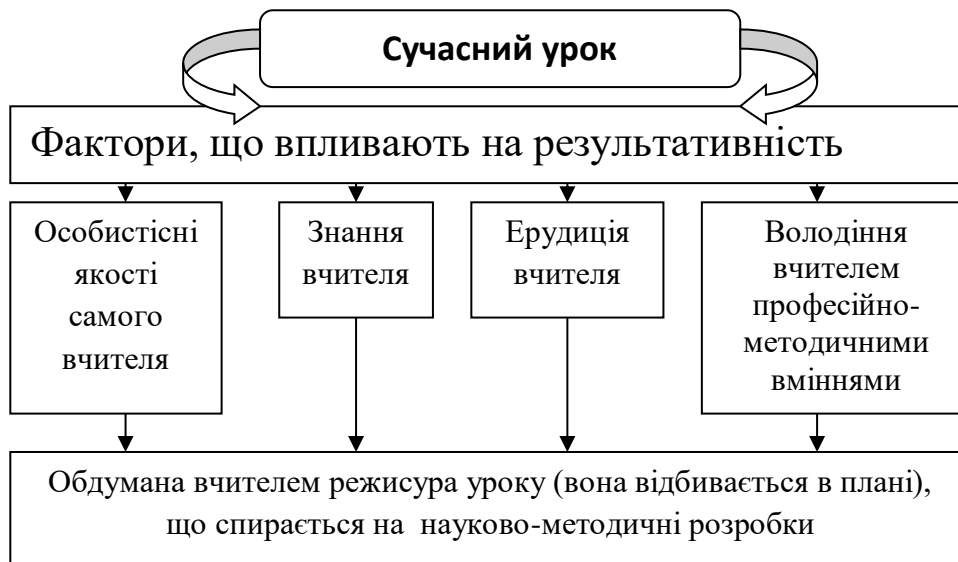 Сучасний урок
Фактори, що впливають на результативність
Особистісні
якості
самого
вчителя
Знання
вчителя
Ерудиція
вчителя
Володіння
вчителем
професійно-
методичними
вміннями
Обдумана вчителем режисура уроку (вона відбивається в плані),
що спирається на науково-методичні розробки